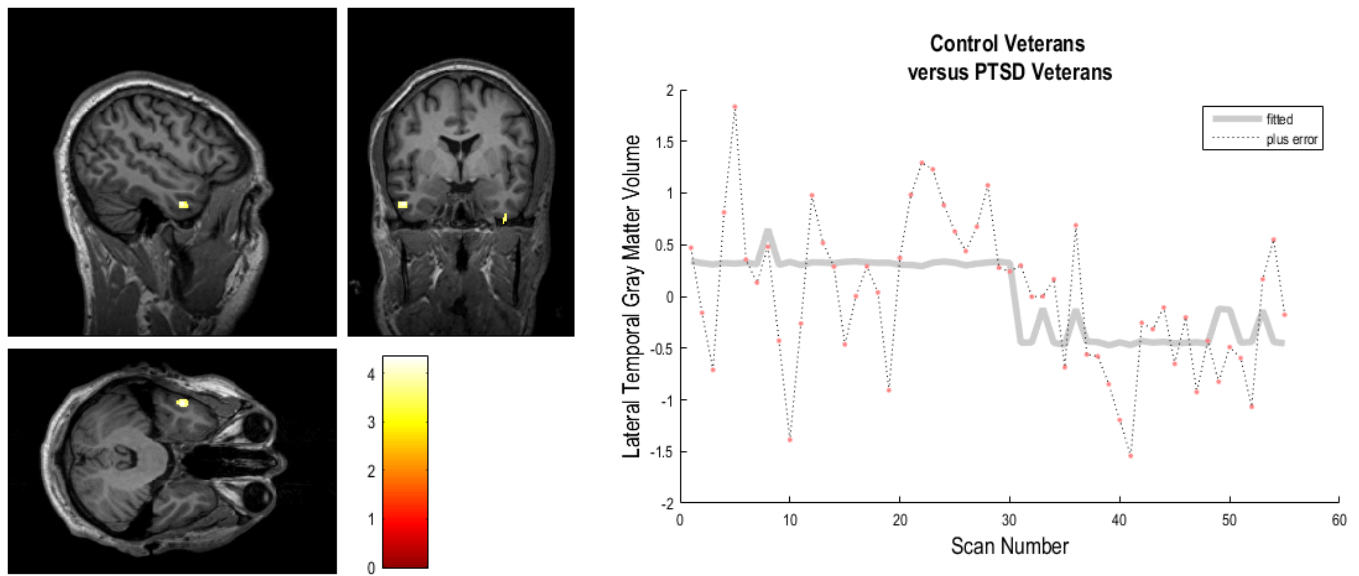 4
3
2
1
0
Control Veterans
versus PTSD Veterans
Lateral Temporal Gray Matter Volume
2
1.5
1
0.5
0
-0.5
-1
-1.5
-2
fitted
plus error
0 10 20 30 40 50 60
Scan Number